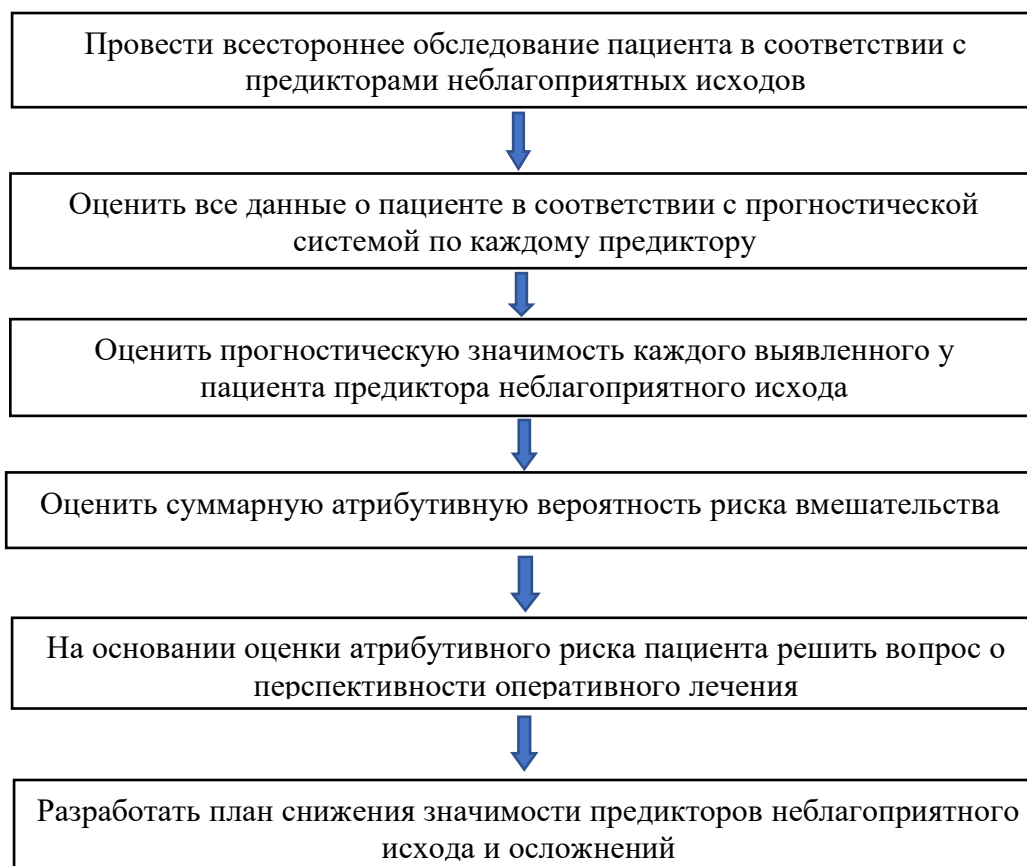 Провести всестороннее обследование пациента в соответствии с
предикторами неблагоприятных исходов
Оценить все данные о пациенте в соответствии с прогностической
системой по каждому предиктору
Оценить прогностическую значимость каждого выявленного у
пациента предиктора неблагоприятного исхода
Оценить суммарную атрибутивную вероятность риска вмешательства
На основании оценки атрибутивного риска пациента решить вопрос о
перспективности оперативного лечения
Разработать план снижения значимости предикторов неблагоприятного
исхода и осложнений